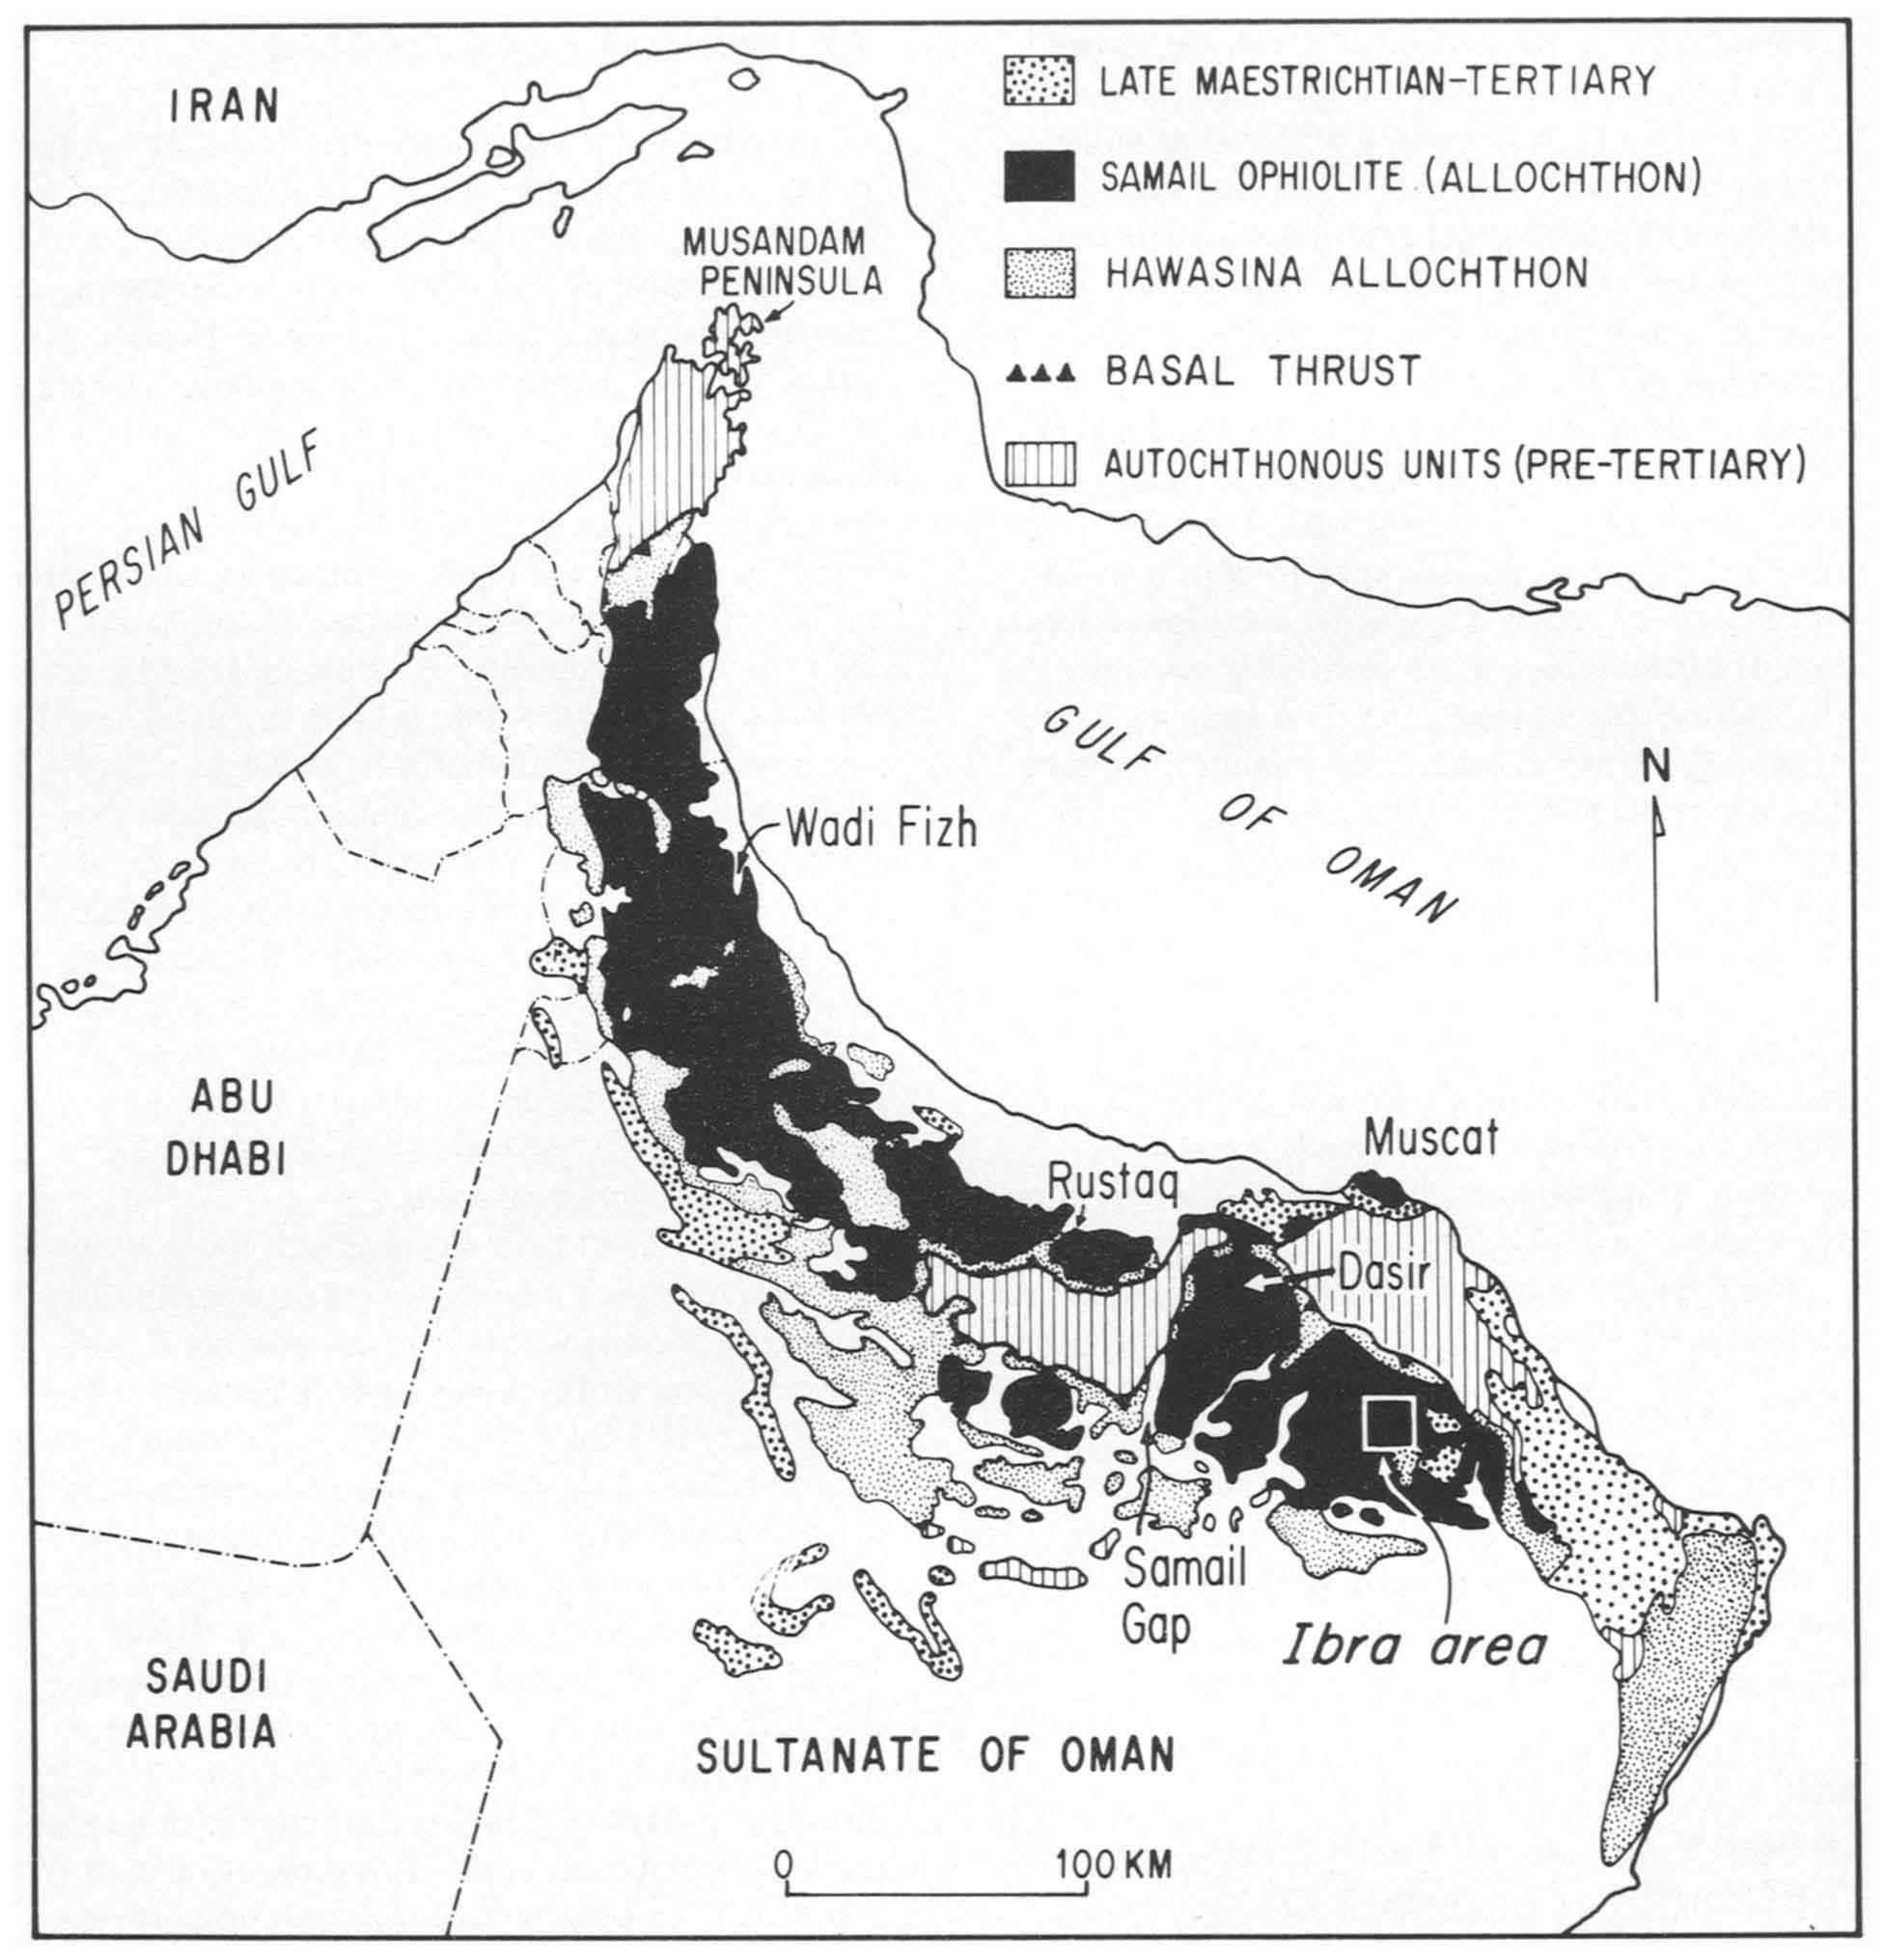 IRAN
LATE MAESTRICHTIAN-TERTIARY
SAMAIL OPHIOLITE (ALLOCHTHON)
HAWASINA ALLOCHTHON
BASAL THRUST
AUTOCHTHONOUS UNITS (PRE-TERTIARY)
MUSANDAM
PENINSULA
PERSIAN GULF
GULF
OF
OMAN
N
Wadi Fizh
ABU
DHABI
Muscat
Rustaq
Dasir
Samail
Gap
Ibra area
SAUDI
ARABIA
SULTANATE OF OMAN
0 100 KM